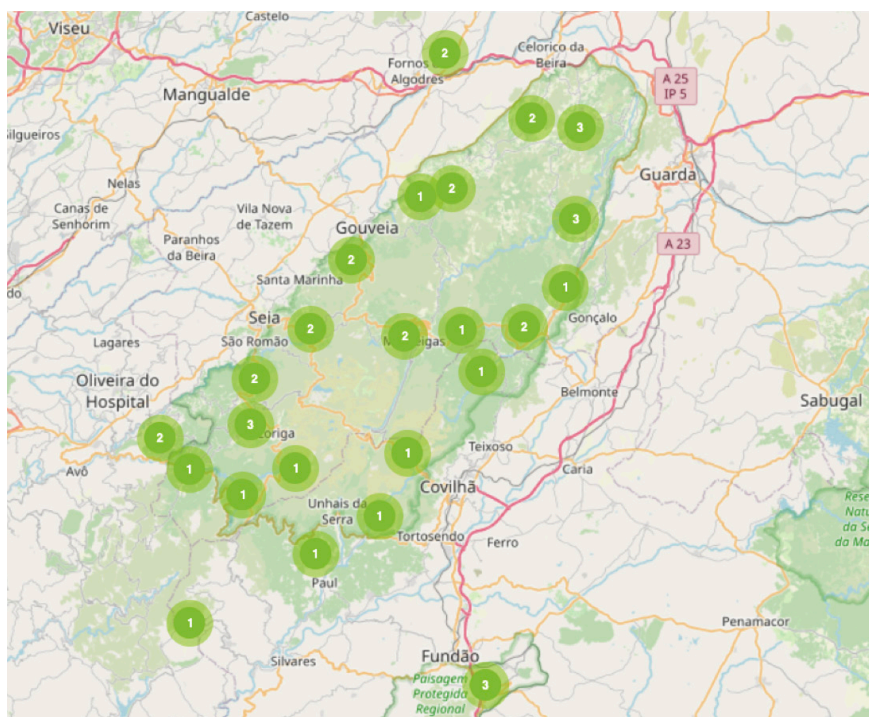 Castelo
Viseu
2
Celorico da
Beira
Fornos
Algodres
A 25
IP 5
Mangualde
2
3
Silgueiros
Guarda
Nelas
1
2
Canas de
Senhorim
Vila Nova
de Tazem
3
Gouveia
A 23
Paranhos
da Beira
2
Santa Marinha
1
Gonçalo
Seia
2
2
1
2
São Romão
Lagares
1
Oliveira do
Hospital
2
Belmonte
Sabugal
3
Loriga
2
Teixoso
1
Avô
1
1
Caria
Covilhã
1
Unhais da
Serra
1
Tortosendo
Ferro
1
Paul
1
Penamacor
Silvares
Fundão
Paisagem
Protegida
Regional
3